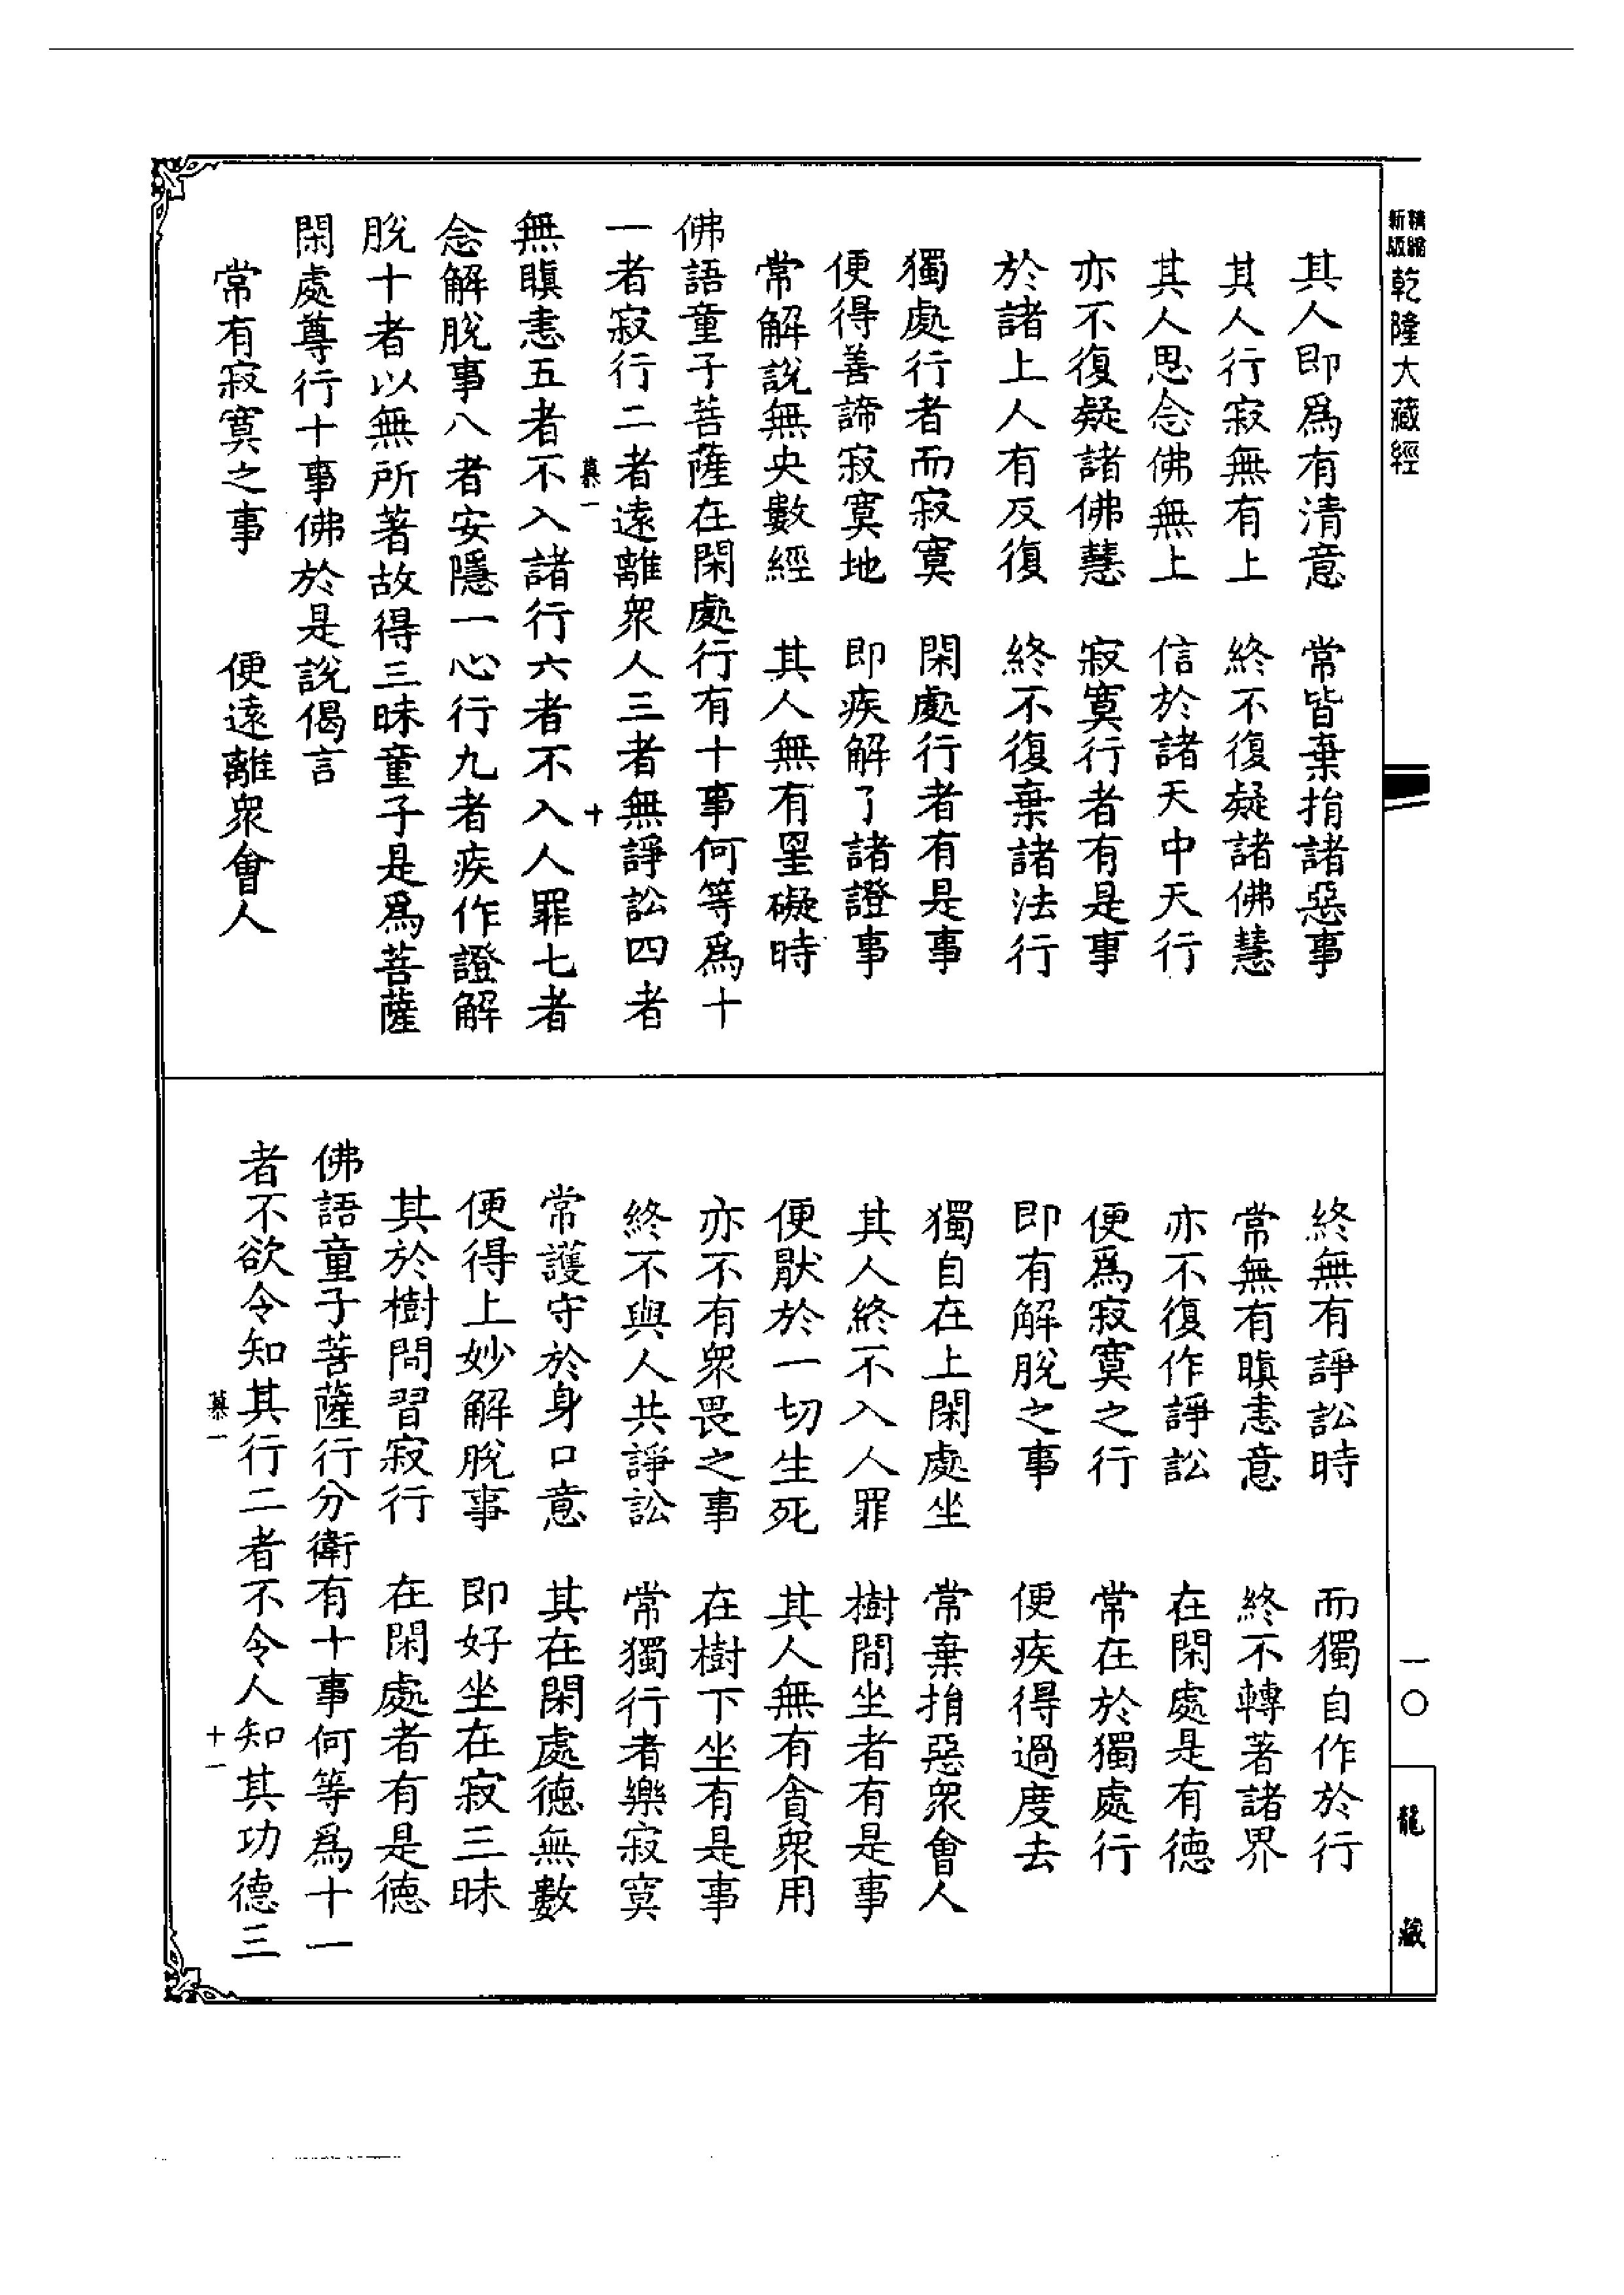 新縮精版 乾隆大藏經
其人即爲有清意　常皆棄捐諸惡事
其人行寂無有上　終不復疑諸佛慧
其人思念佛無上　信於諸天中天行
亦不復疑諸佛慧　寂寞行者有是事
於諸上人有反復　終不復棄諸法行
獨處行者而寂寞　閑處行者有是事
便得善諦寂寞地　即疾解了諸證事
常解說無央數經　其人無有罣礙時
佛語童子菩薩在閑處行有十事何等爲十
一者寂行二者遠離衆人三者無諍訟四者
慕一　十
無瞋恚五者不入諸行六者不入人罪七者
念解脫事八者安隱一心行九者疾作證解
脫十者以無所著故得三昧童子是爲菩薩
閑處尊行十事佛於是說偈言
常有寂寞之事　便遠離衆會人
終無有諍訟時　而獨自作於行
常無有瞋恚意　終不轉著諸界
亦不復作諍訟　在閑處是有德
便爲寂寞之行　常在於獨處行
即有解脫之事　便疾得過度去
獨自在上閑處坐　常棄捐惡衆會人
其人終不入人罪　樹間坐者有是事
便厭於一切生死　其人無有貪衆用
亦不有衆畏之事　在樹下坐有是事
終不與人共諍訟　常獨行者樂寂寞
常護守於身口意　其在閑處德無數
便得上妙解脫事　即好坐在寂三昧
其於樹間習寂行　在閑處者有是德
佛語童子菩薩行分衛有十事何等爲十一
者不欲令知其行二者不令人知其功德三
慕一　十一
一〇
龍藏